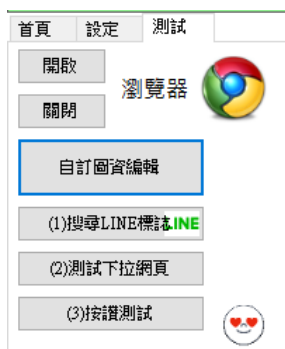 首頁 設定 測試
開啟
瀏覽器
關閉
自訂圖資編輯
(1)搜尋LINE標誌 LINE
(2)測試下拉網頁
(3)按讚測試